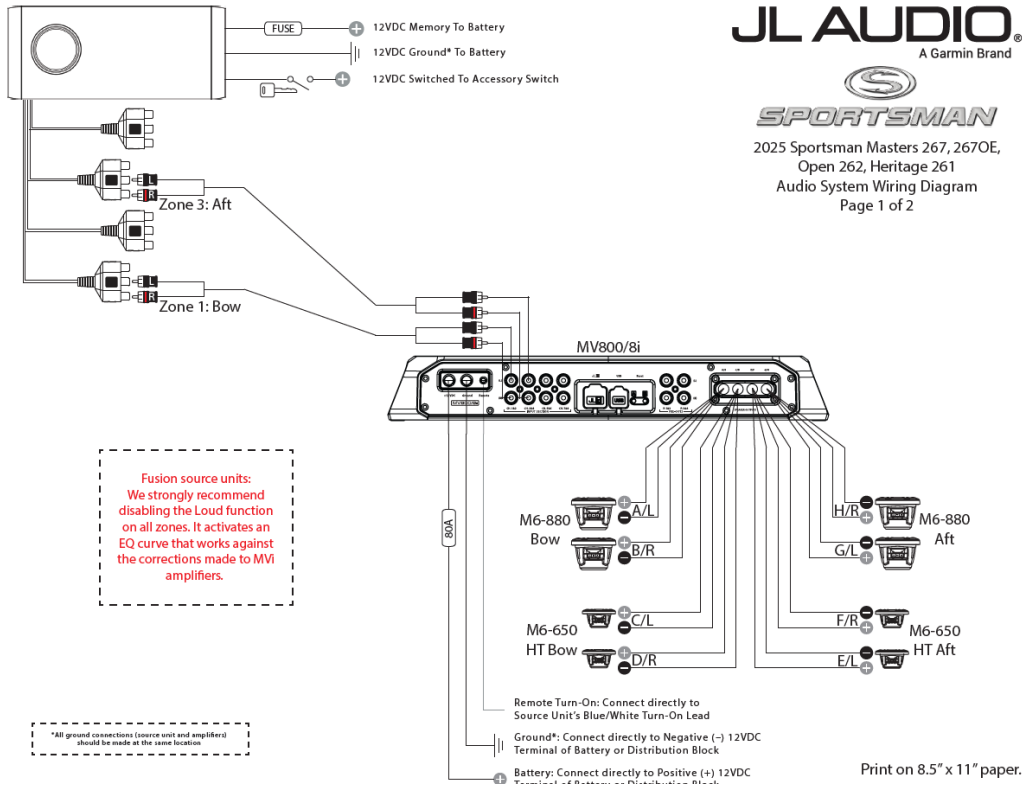 FUSE
12VDC Memory To Battery
12VDC Ground* To Battery
12VDC Switched To Accessory Switch
JL AUDIO®
A Garmin Brand
S
SPORTSMAN
2025 Sportsman Masters 267, 267OE,
Open 262, Heritage 261
Audio System Wiring Diagram
Page 1 of 2
L
R
Zone 3: Aft
L
R
Zone 1: Bow
MV800/8i
Fusion source units:
We strongly recommend
disabling the Loud function
on all zones. It activates an
EQ curve that works against
the corrections made to MVi
amplifiers.
80A
M6-880
Bow
A/L
B/R
H/R
G/L
M6-880
Aft
M6-650
HT Bow
C/L
D/R
F/R
E/L
M6-650
HT Aft
Remote Turn-On: Connect directly to
Source Unit's Blue/White Turn-On Lead
Ground*: Connect directly to Negative (–) 12VDC
Terminal of Battery or Distribution Block
Battery: Connect directly to Positive (+) 12VDC
Terminal of Battery or Distribution Block
*All ground connections (source unit and amplifiers)
should be made at the same location
Print on 8.5” x 11” paper.